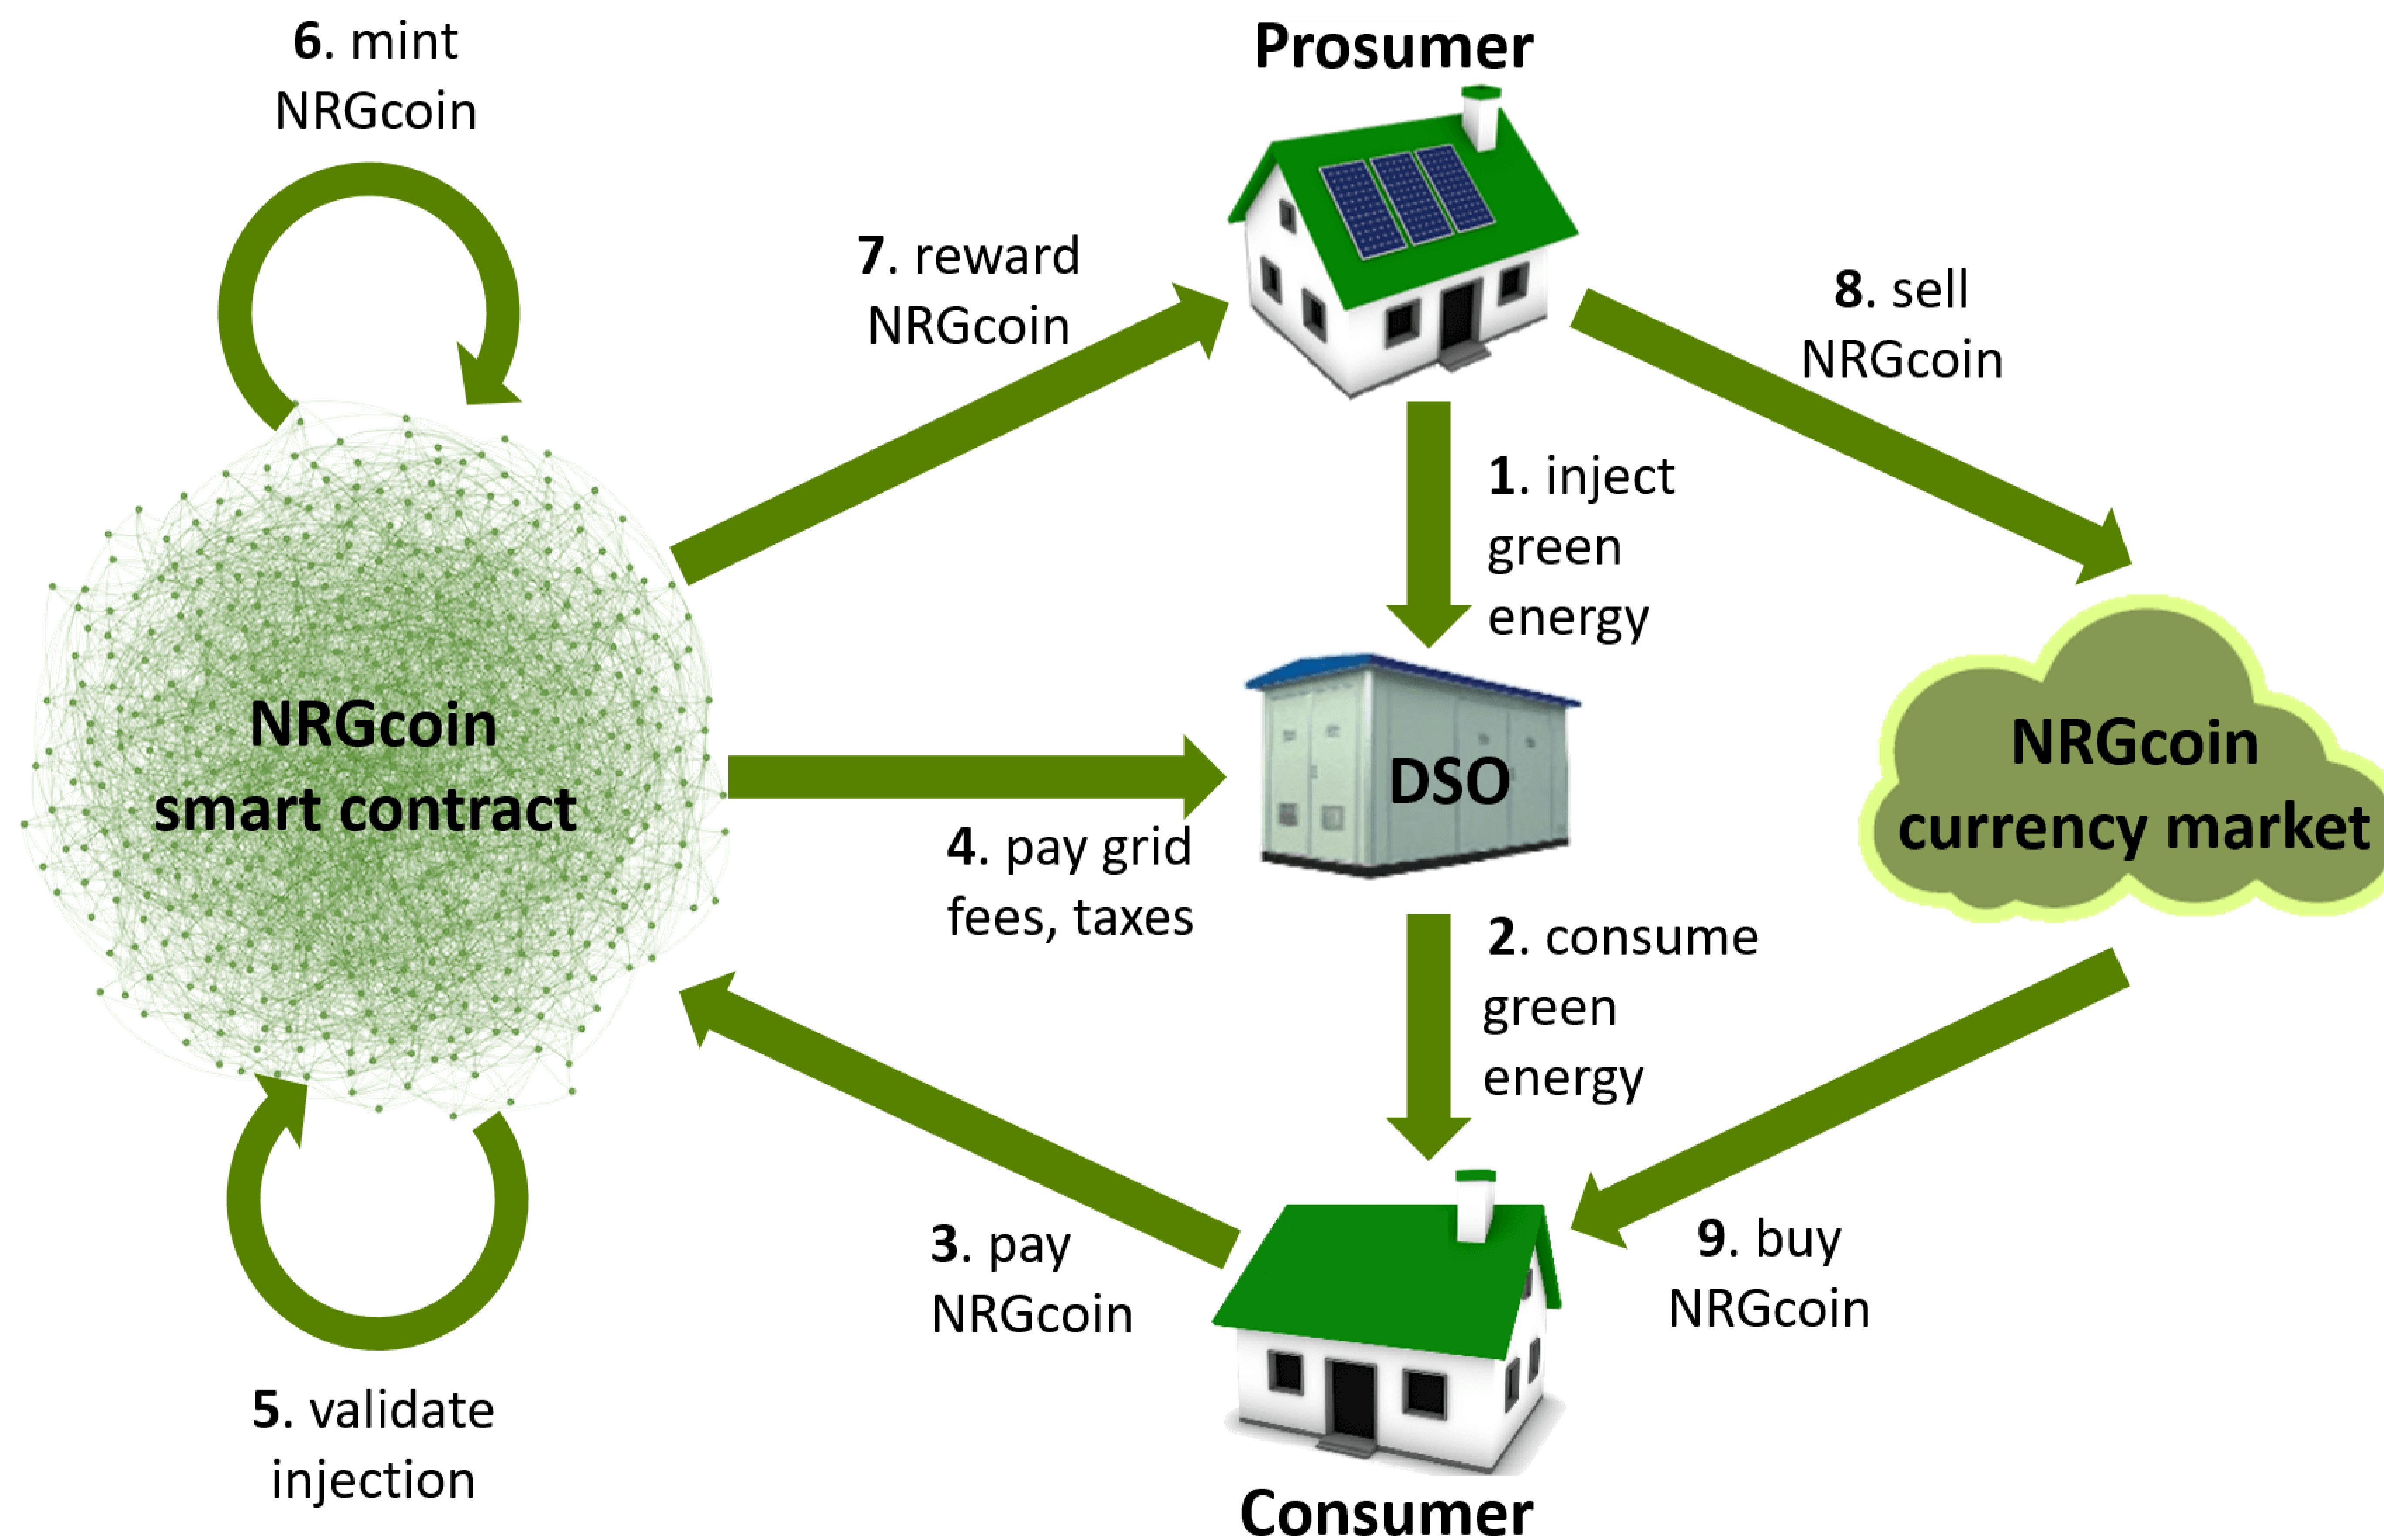 6. mint
NRGcoin
Prosumer
7. reward
NRGcoin
8. sell
NRGcoin
1. inject
green
energy
NRGcoin
smart contract
DSO
NRGcoin
currency market
4. pay grid
fees, taxes
2. consume
green
energy
3. pay
NRGcoin
9. buy
NRGcoin
5. validate
injection
Consumer